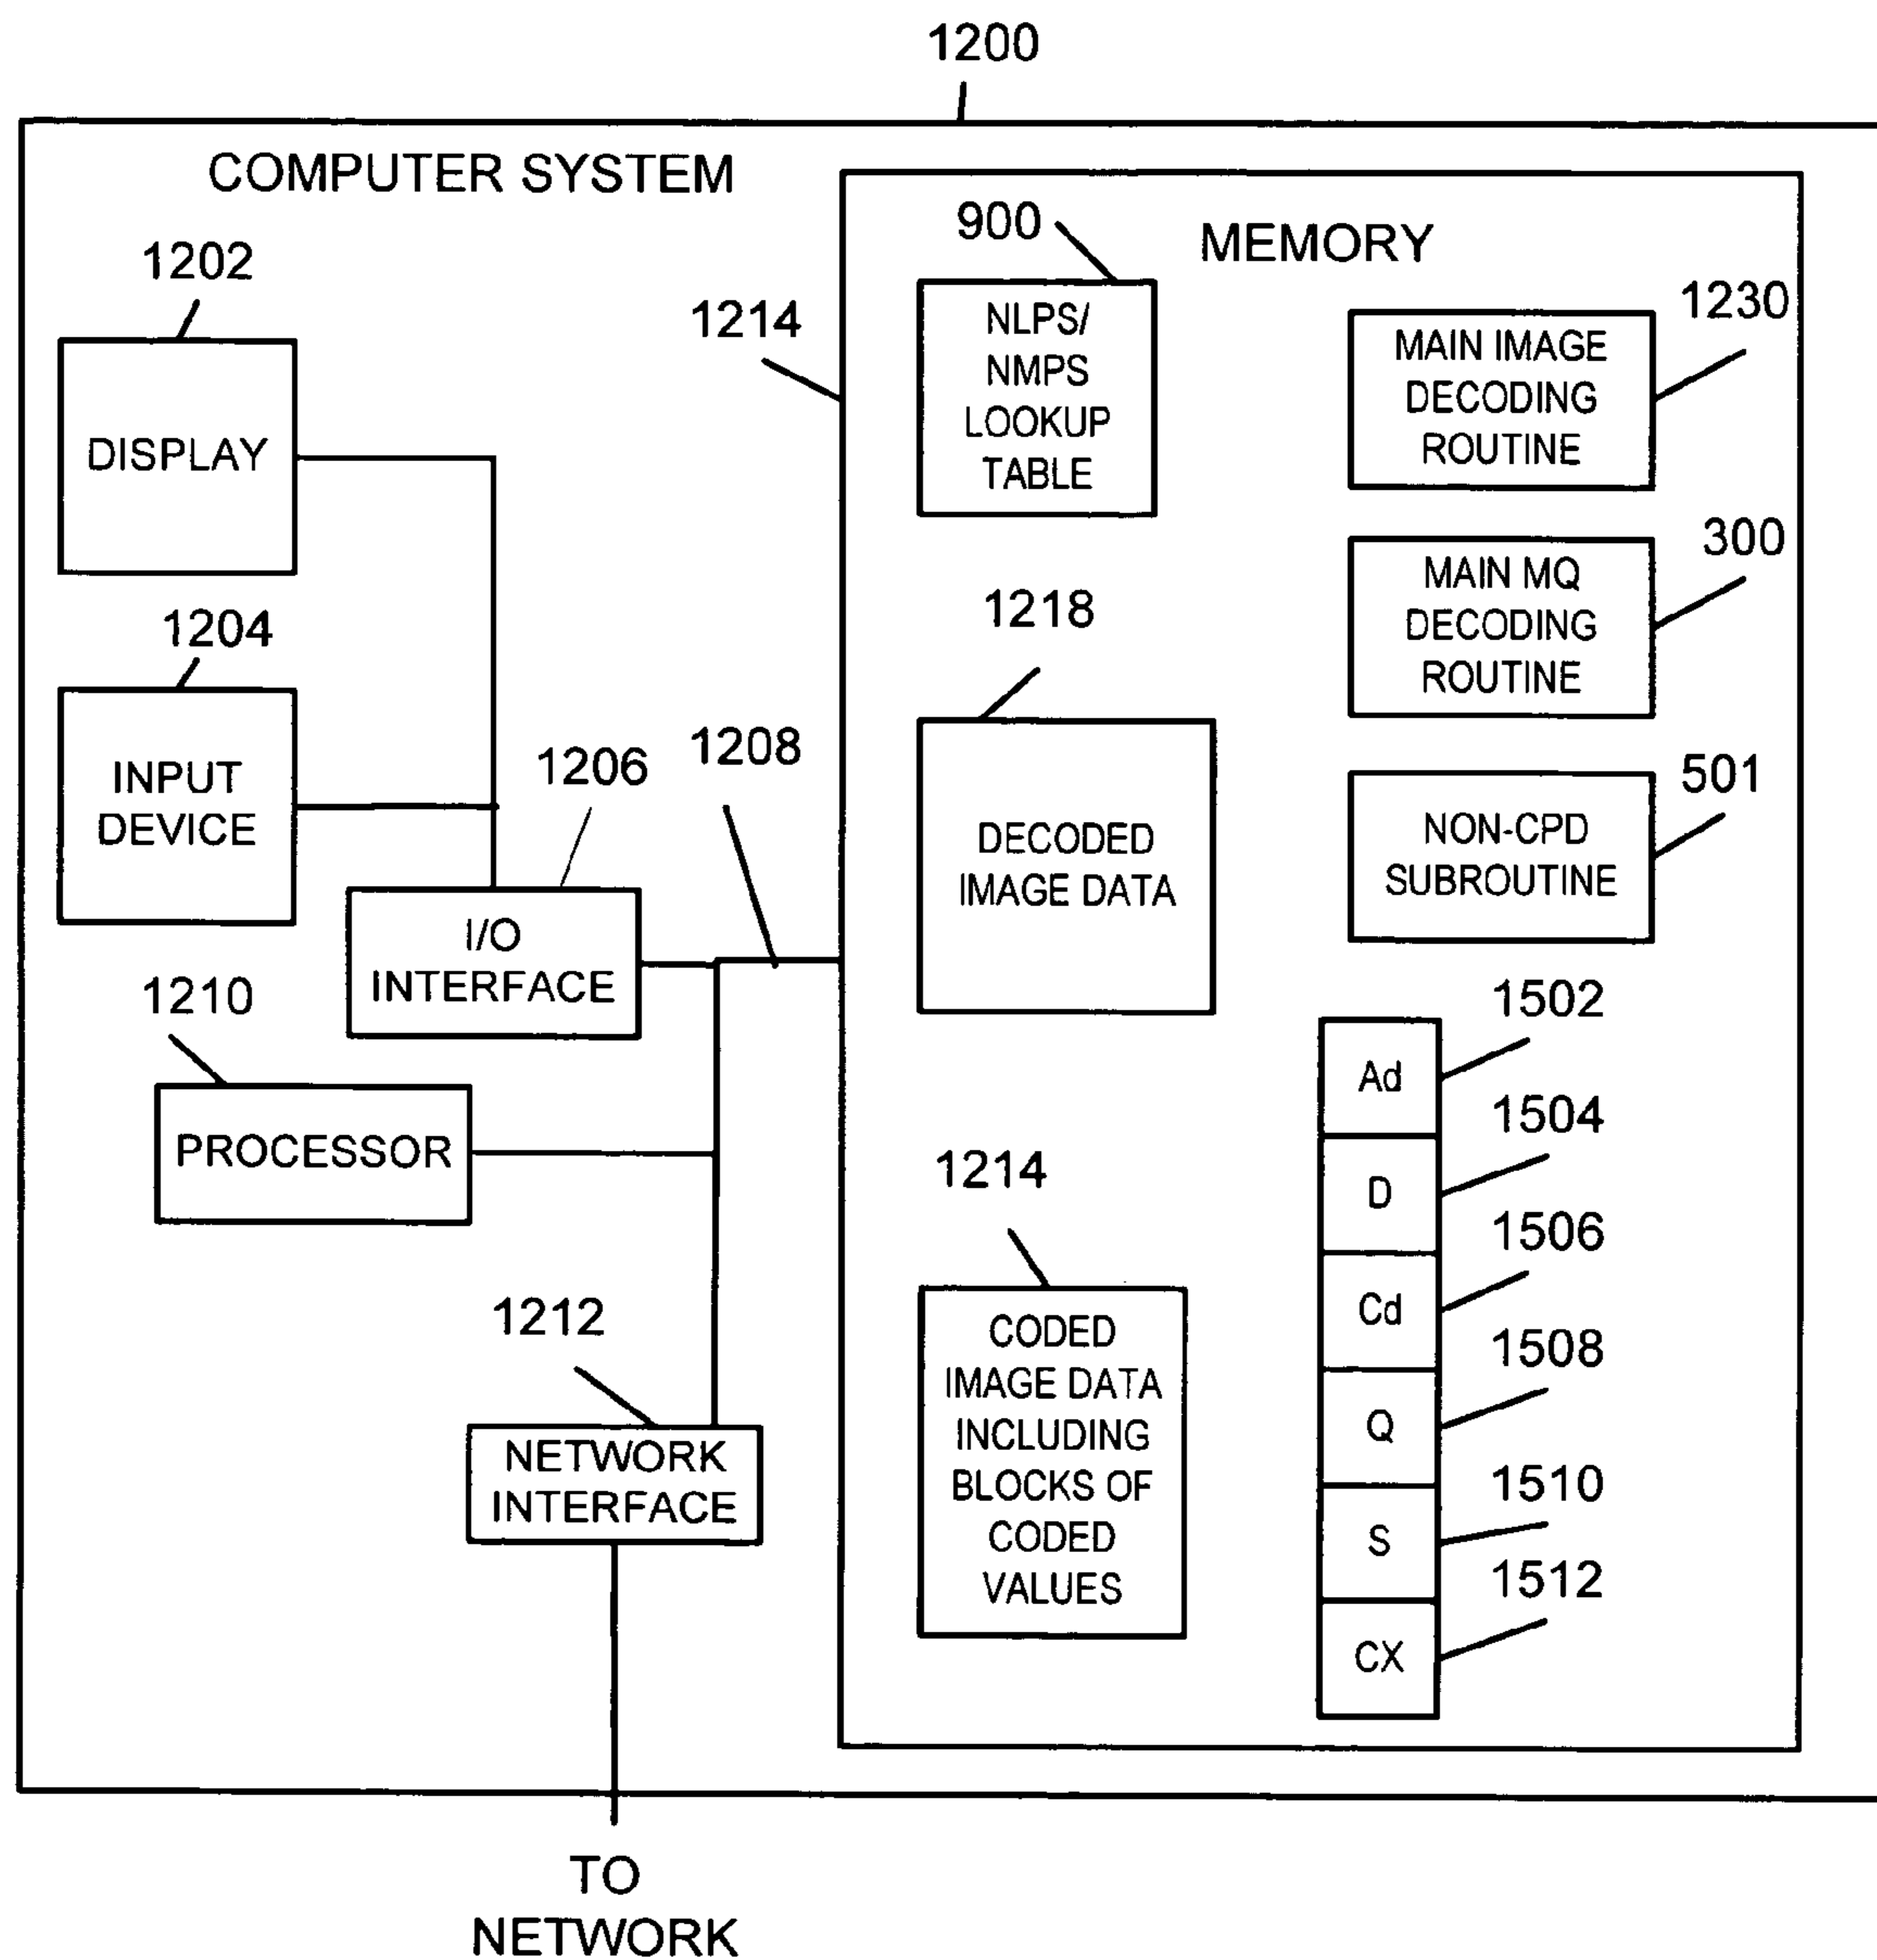 1200
COMPUTER SYSTEM
1202
DISPLAY
1204
INPUT
DEVICE
1206
I/O
INTERFACE
1208
1210
PROCESSOR
1212
NETWORK
INTERFACE
TO
NETWORK
1214
MEMORY
900
NLPS/
NMPS
LOOKUP
TABLE
1218
DECODED
IMAGE DATA
1214
CODED
IMAGE DATA
INCLUDING
BLOCKS OF
CODED
VALUES
1230
MAIN IMAGE
DECODING
ROUTINE
300
MAIN MQ
DECODING
ROUTINE
501
NON-CPD
SUBROUTINE
1502
Ad
1504
D
1506
Cd
1508
Q
1510
S
1512
CX